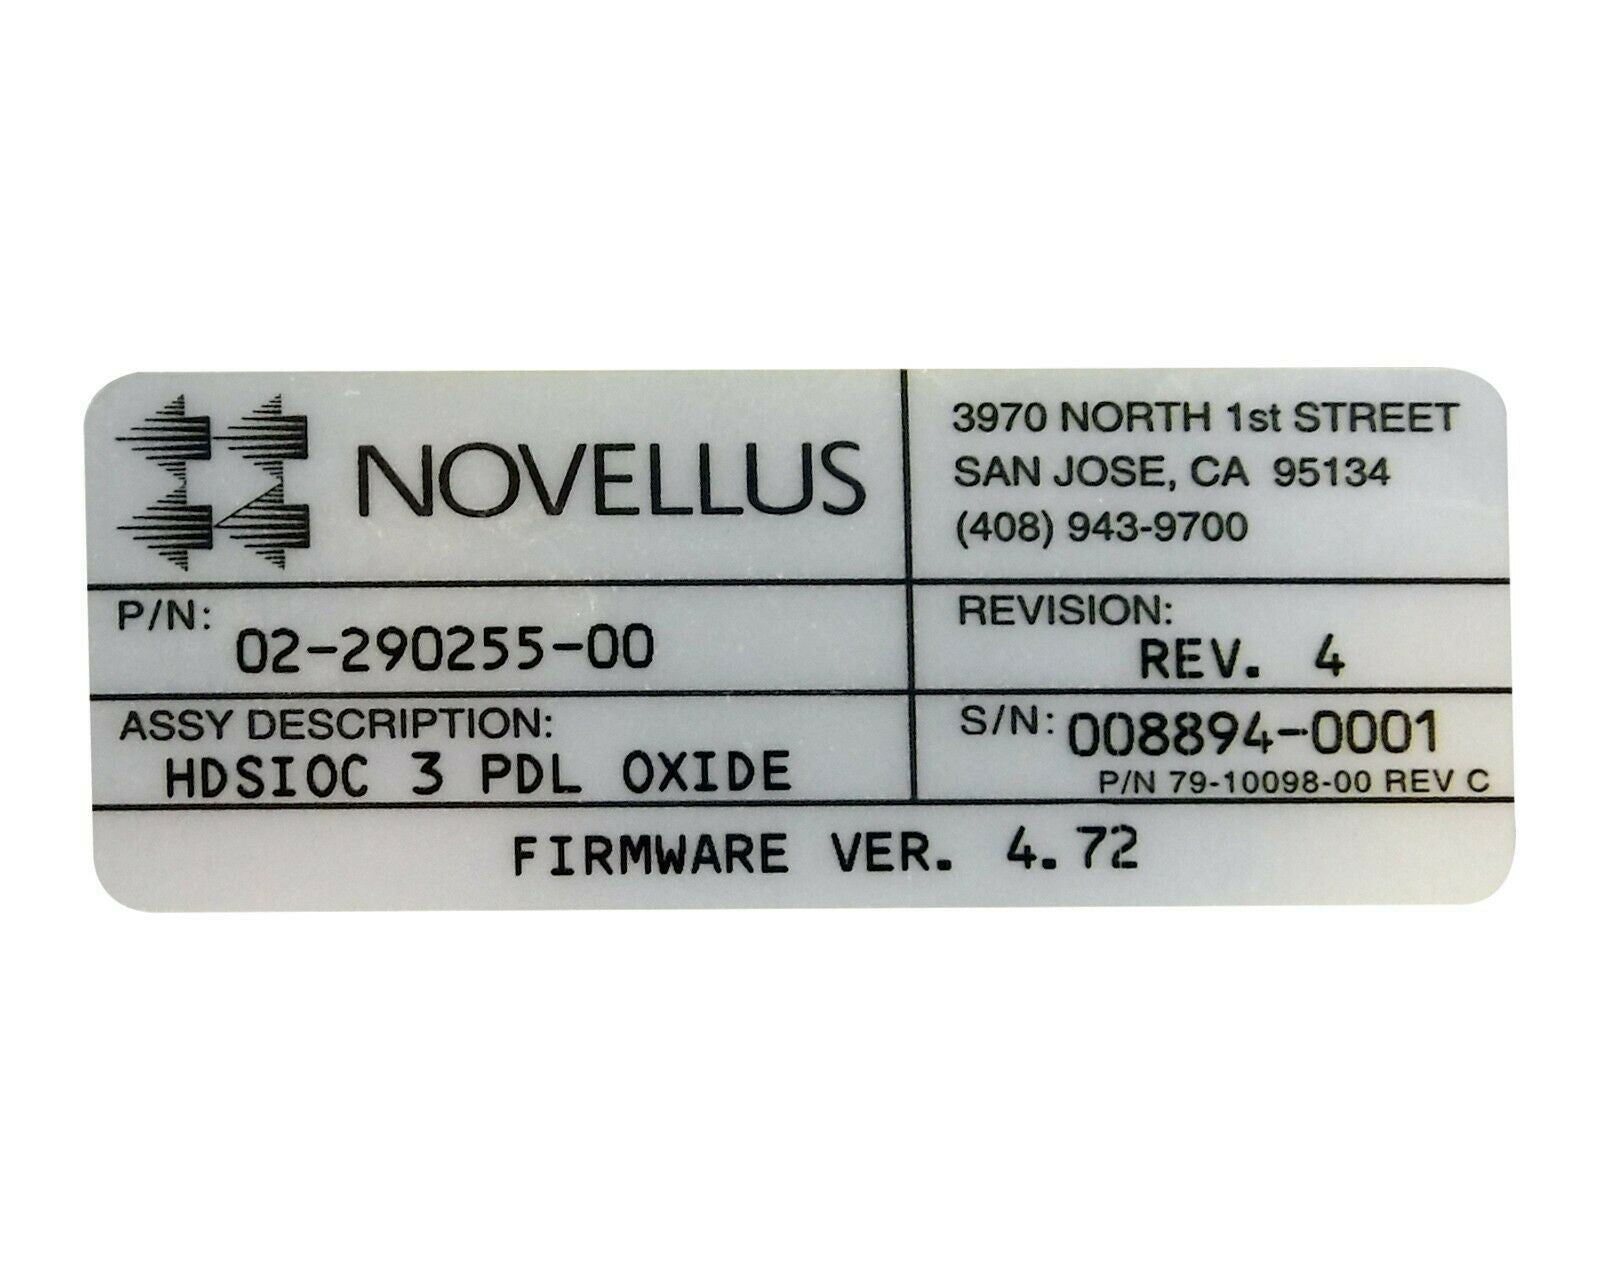 NOVELLUS
3970 NORTH 1st STREET
SAN JOSE, CA 95134
(408) 943-9700
P/N: 02-290255-00
REVISION:
REV. 4
ASSY DESCRIPTION:
HDSIOC 3 PDL OXIDE
S/N: 008894-0001
P/N 79-10098-00 REV C
FIRMWARE VER. 4.72